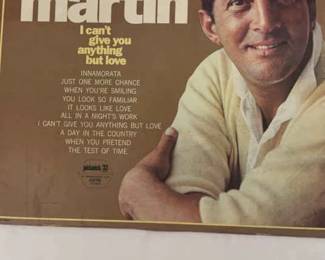 martin
I can't
give you
anything
but love
INNAMORATA
JUST ONE MORE CHANCE
WHEN YOU'RE SMILING
YOU LOOK SO FAMILIAR
IT LOOKS LIKE LOVE
ALL IN A NIGHT'S WORK
I CAN'T GIVE YOU ANYTHING BUT LOVE
A DAY IN THE COUNTRY
WHEN YOU PRETEND
THE TEST OF TIME